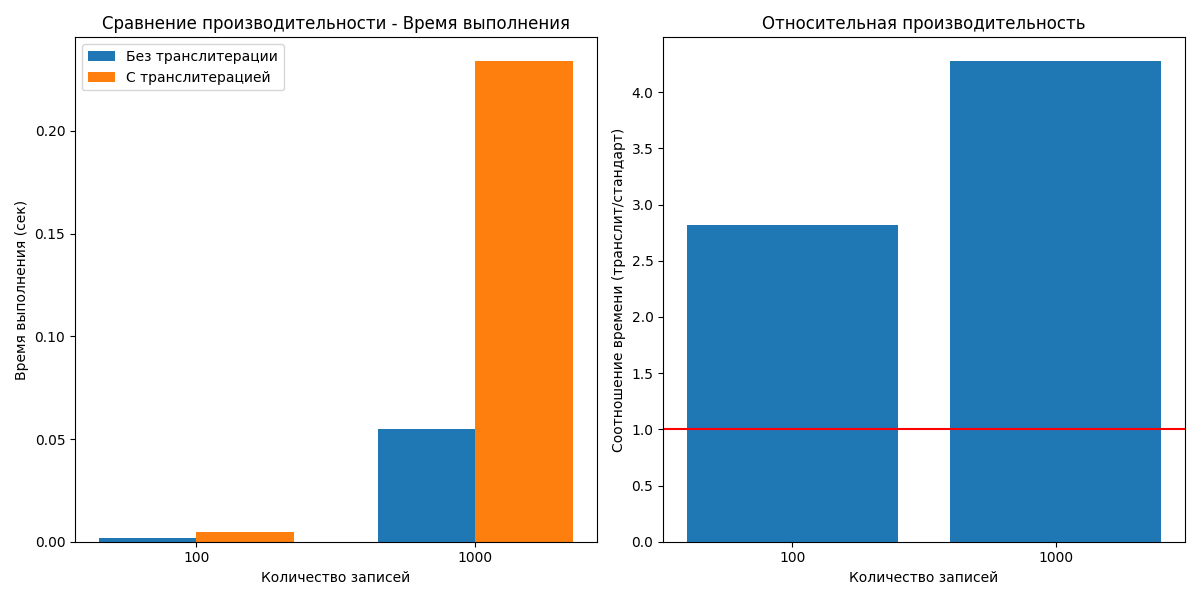 Сравнение производительности - Время выполнения
Без транслитерации
С транслитерацией
Время выполнения (сек)
0.20
0.15
0.10
0.05
0.00
100
1000
Количество записей
Относительная производительность
Соотношение времени (транслит/стандарт)
4.0
3.5
3.0
2.5
2.0
1.5
1.0
0.5
0.0
100
1000
Количество записей